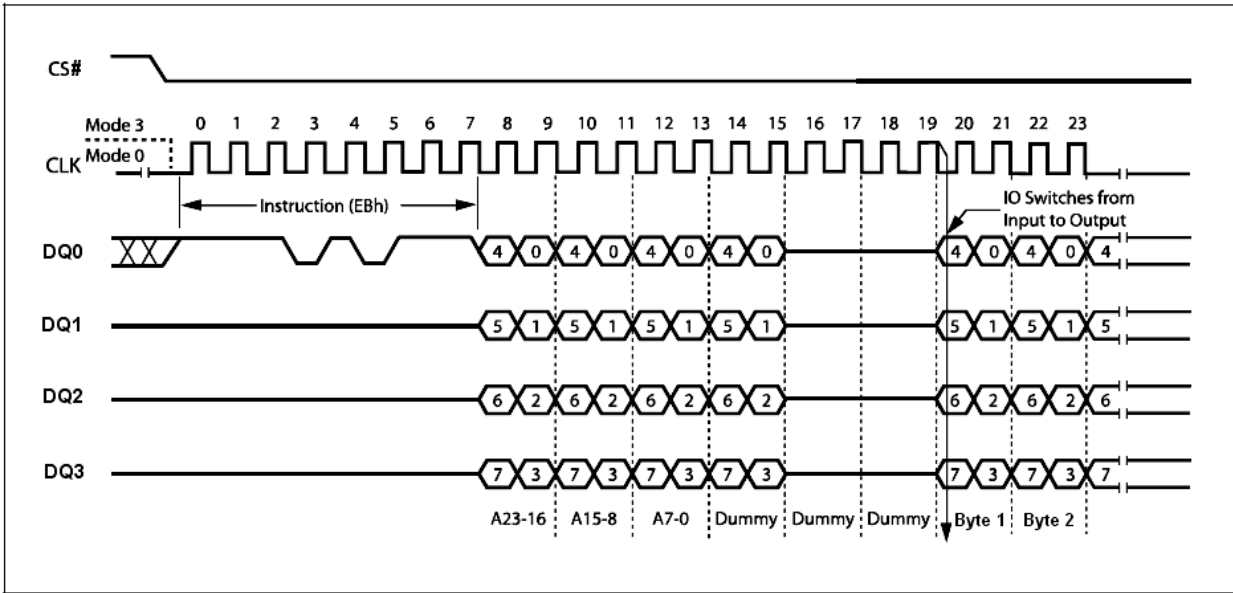 CS#
Mode 3
0 1 2 3 4 5 6 7 8 9 10 11 12 13 14 15 16 17 18 19 20 21 22 23
Mode 0
CLK
Instruction (EBh)
IO Switches from
Input to Output
DQ0 4 0 4 0 4 0 4 0 4 0 4 0 4
DQ1 5 1 5 1 5 1 5 1 5 1 5 1 5
DQ2 6 2 6 2 6 2 6 2 6 2 6 2 6
DQ3 7 3 7 3 7 3 7 3 7 3 7 3 7
A23-16 A15-8 A7-0 Dummy Dummy Dummy Byte 1 Byte 2